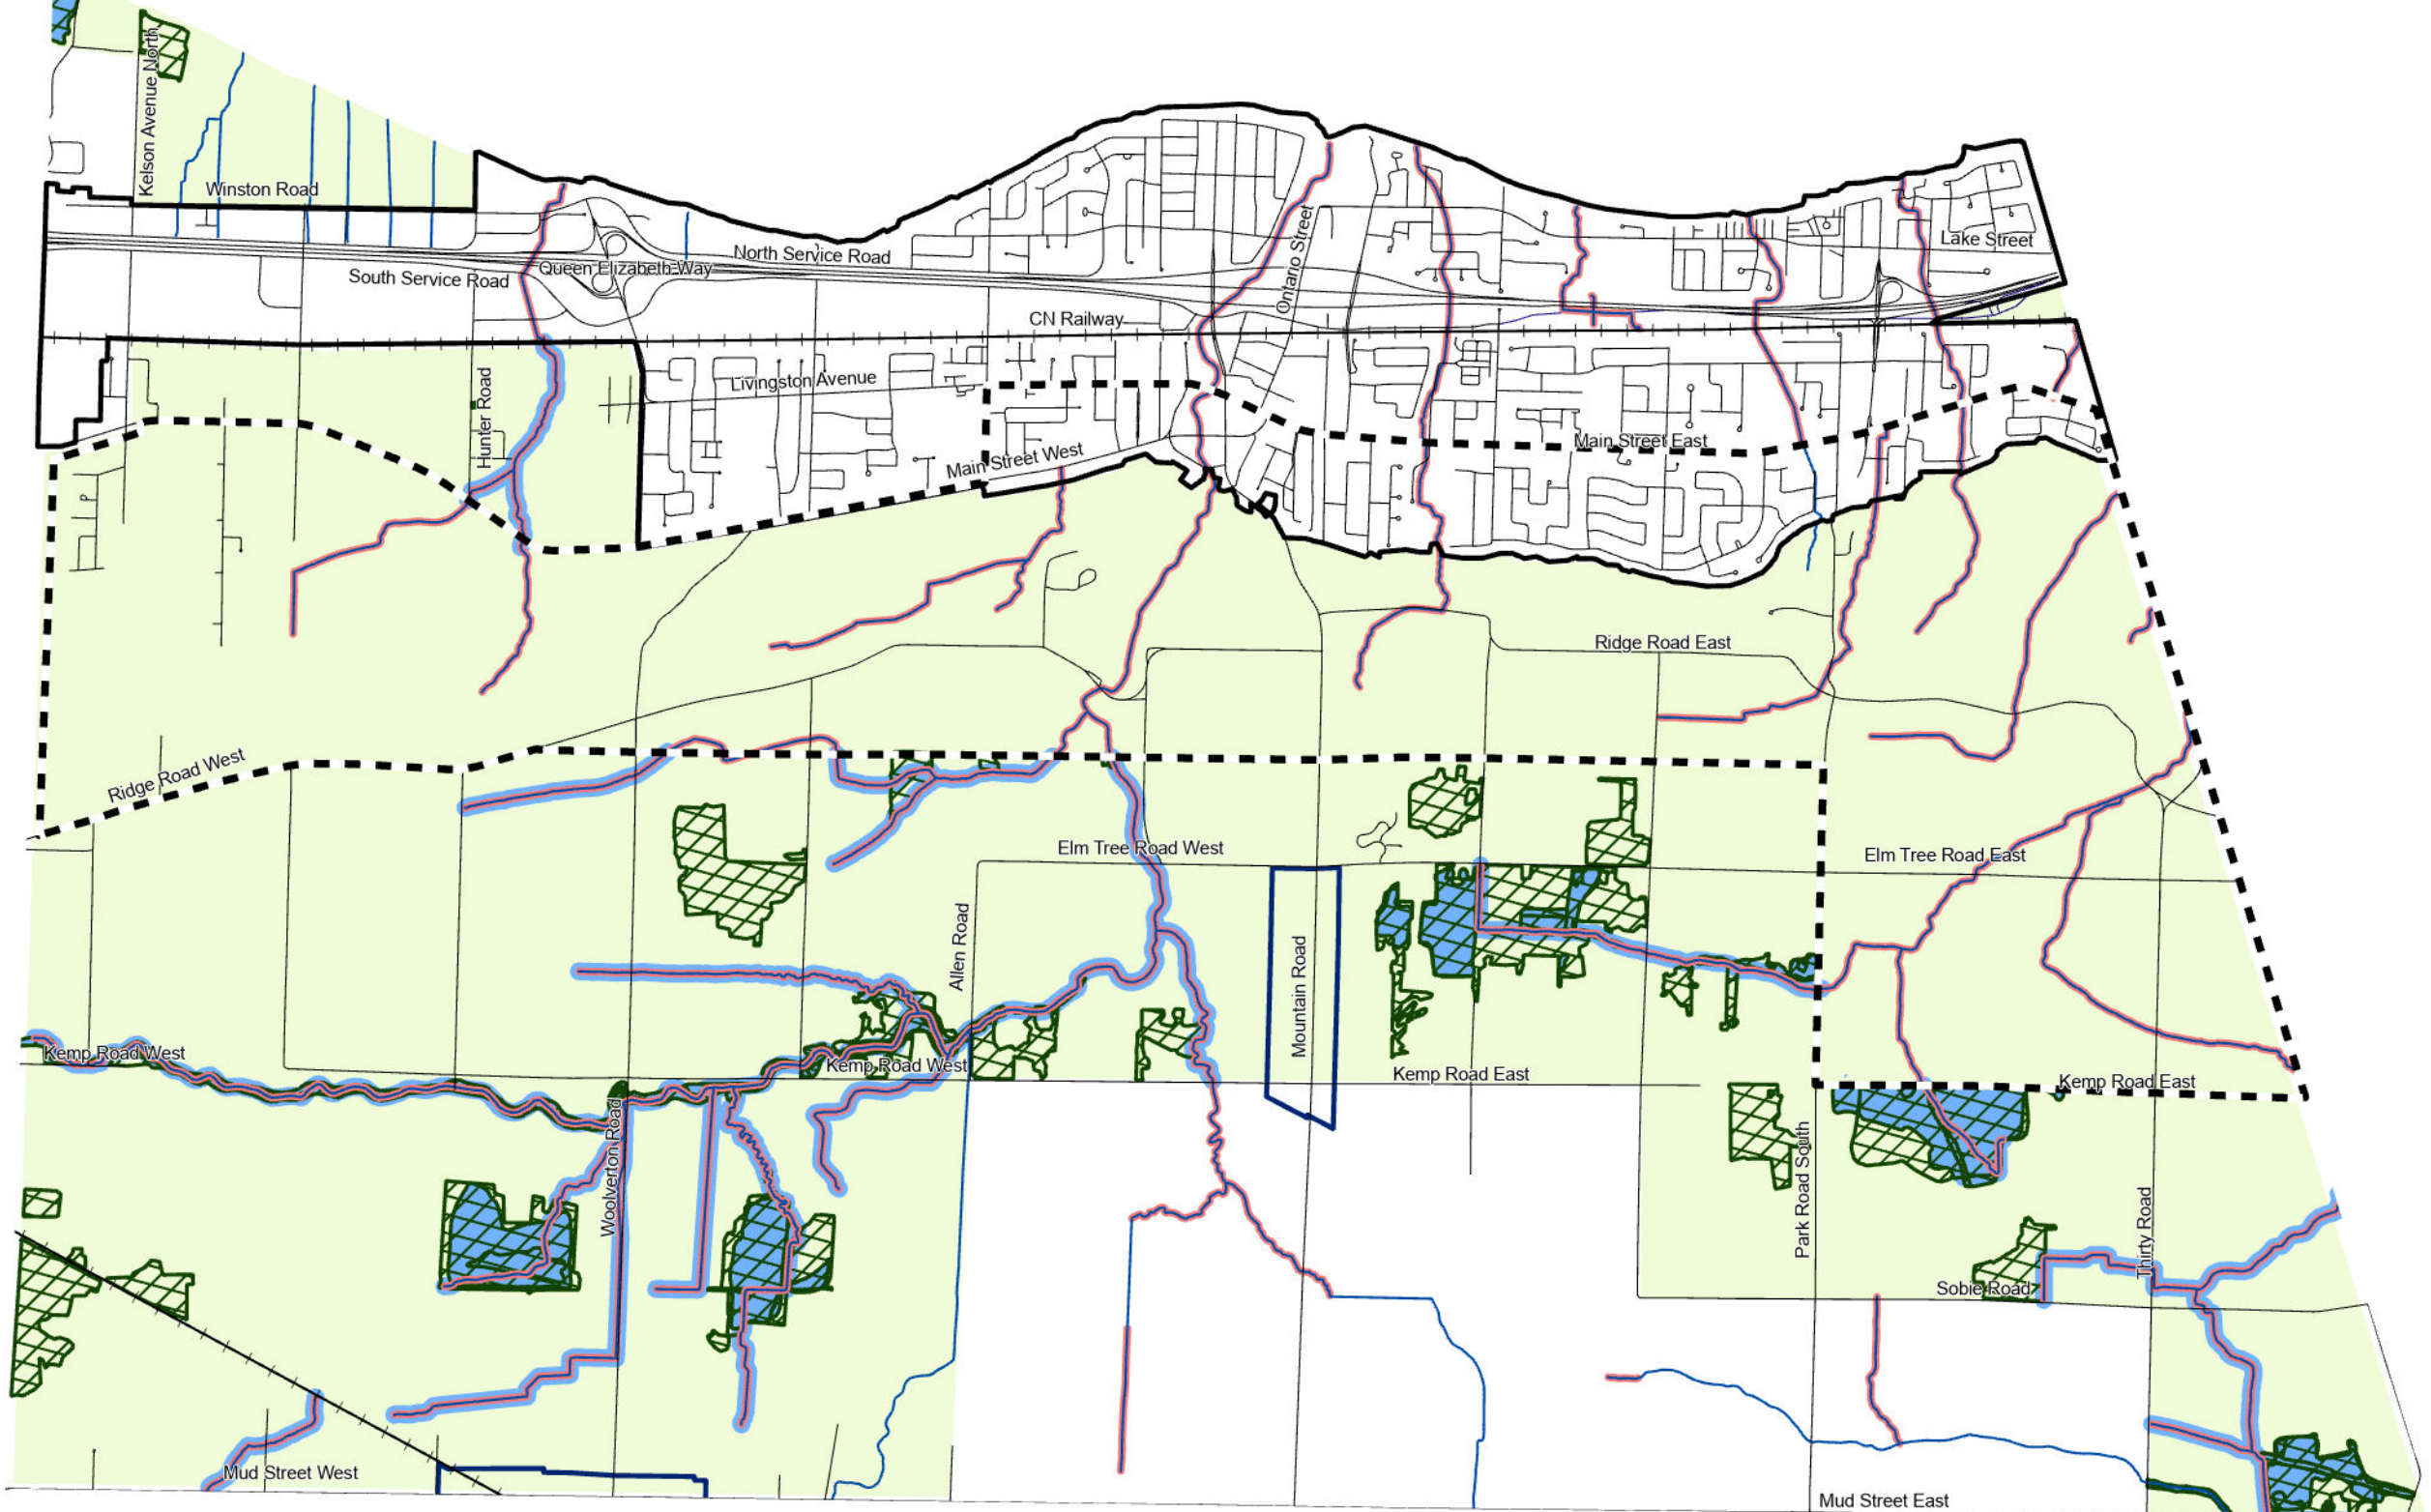 Kelson Avenue North
Winston Road
Ontario Street
Lake Street
North Service Road
Queen Elizabeth Way
South Service Road
CN Railway
Livingston Avenue
Hunter Road
Main Street East
Main Street West
Ridge Road East
Ridge Road West
Elm Tree Road West
Elm Tree Road East
Allen Road
Mountain Road
Kemp Road West
Kemp Road West
Kemp Road East
Kemp Road East
Woolverton Road
Park Road South
Thirty Road
Sobie Road
Mud Street West
Mud Street East